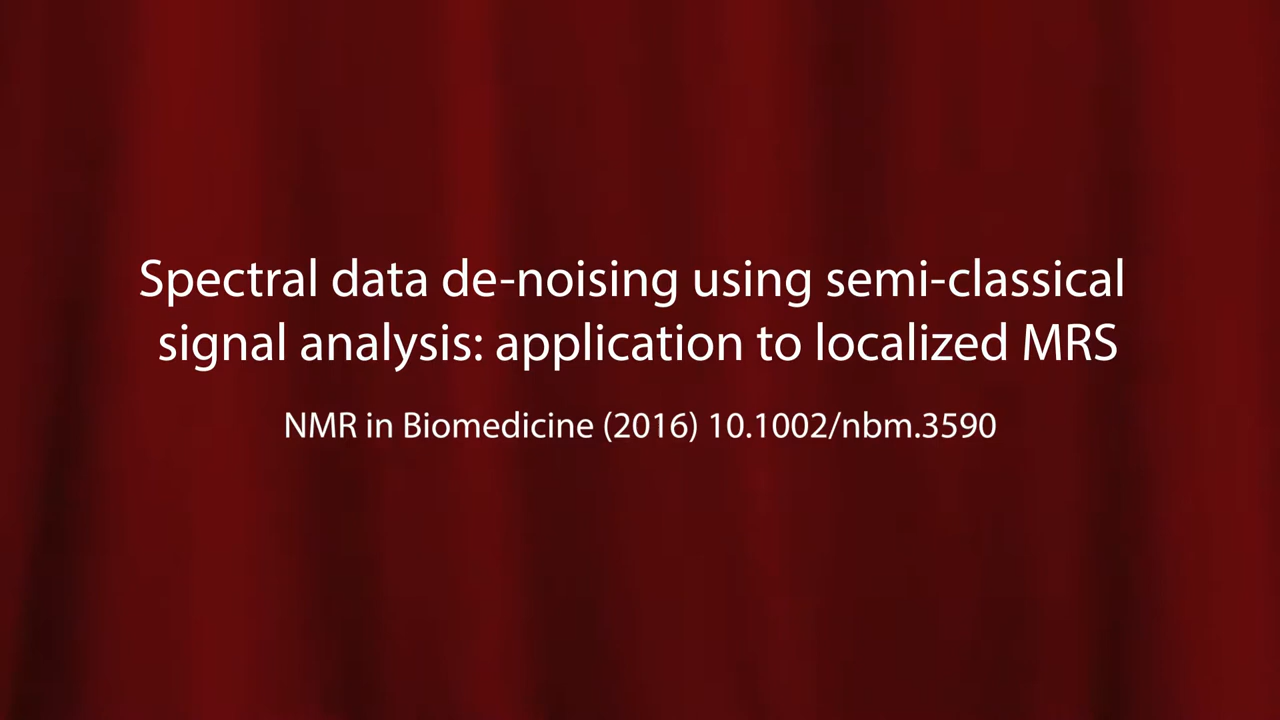 Spectral data de-noising using semi-classical
signal analysis: application to localized MRS
NMR in Biomedicine (2016) 10.1002/nbm.3590